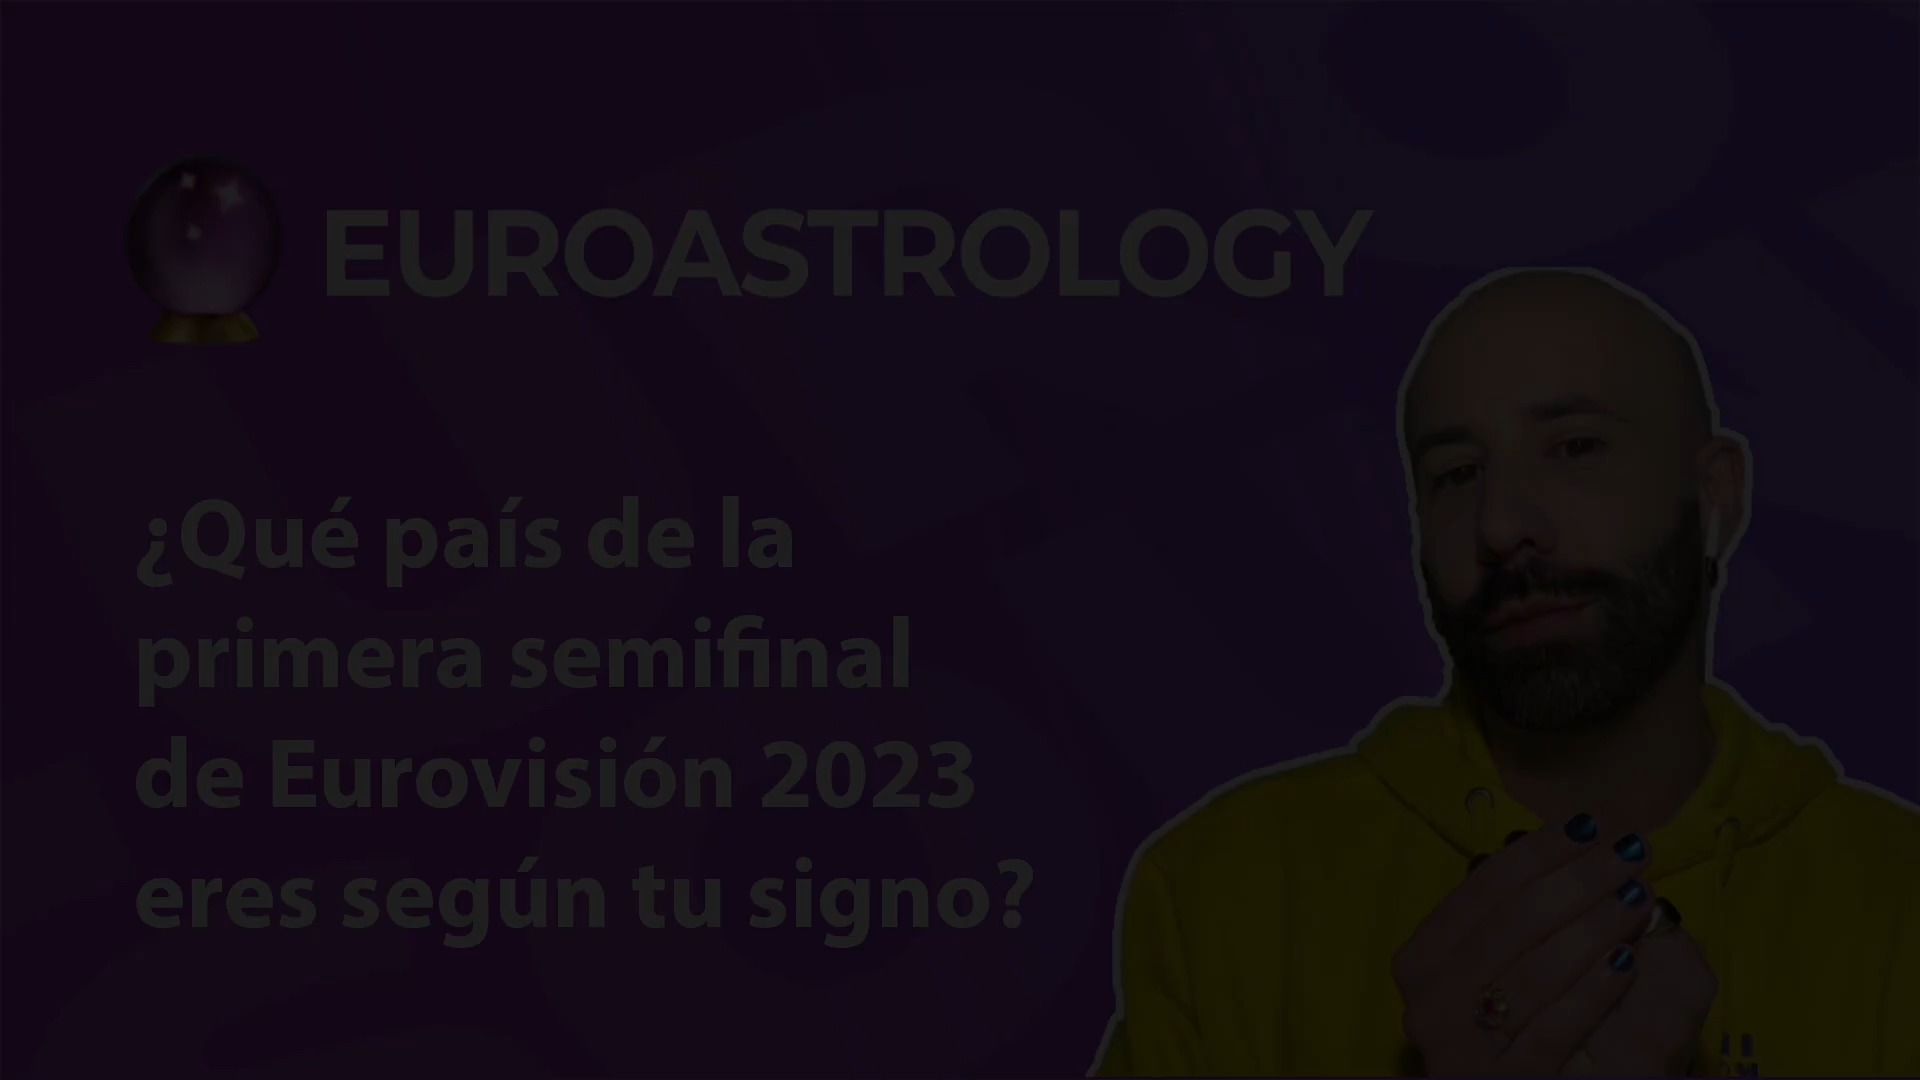 EUROASTROLOGY
¿Qué país de la
primera semifinal
de Eurovisión 2023
eres según tu signo?